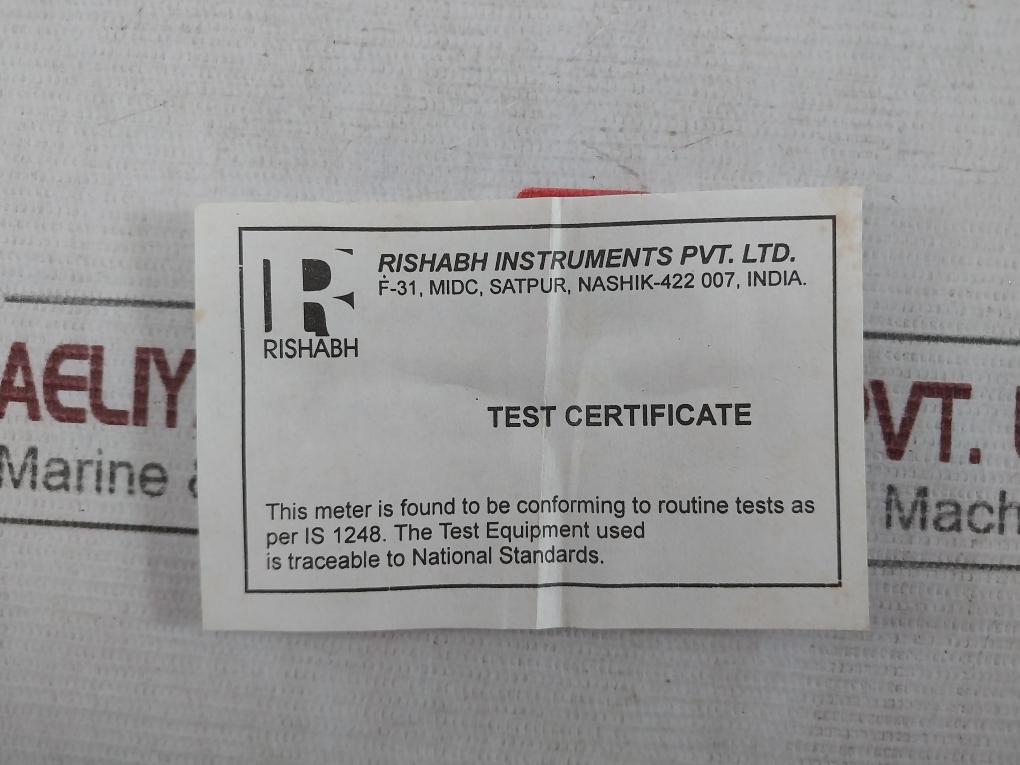 RISHABH INSTRUMENTS PVT. LTD.
F-31, MIDC, SATPUR, NASHIK-422 007, INDIA.
R
RISHABH
TEST CERTIFICATE
This meter is found to be conforming to routine tests as
per IS 1248. The Test Equipment used
is traceable to National Standards.
AELIY
PVT.
Marine &
Mach